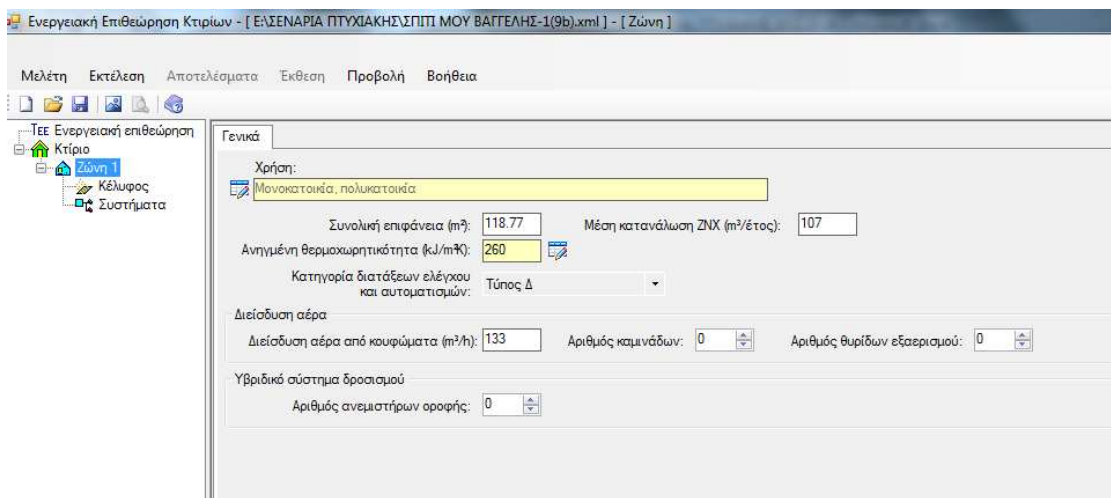 Ενεργειακή Επιθεώρηση Κτιρίων - [ E:\ΣΕΝΑΡΙΑ ΠΤΥΧΙΑΚΗΣ\ΣΠΙΤΙ ΜΟΥ ΒΑΓΓΕΛΗΣ-1(9b).xml ] - [ Ζώνη ]
Μελέτη Εκτέλεση Αποτελέσματα Έκθεση Προβολή Βοήθεια
ΤΕΕ Ενεργειακή επιθεώρηση
Κτίριο
Ζώνη 1
Κέλυφος
Συστήματα
Γενικά
Χρήση:
Μονοκατοικία, πολυκατοικία
Συνολική επιφάνεια (m²): 118.77 Μέση κατανάλωση ΖΝΧ (m³/έτος): 107
Ανηγμένη θερμοχωρητικότητα (kJ/m²K): 260
Κατηγορία διατάξεων ελέγχου
και αυτοματισμών: Τύπος Δ
Διείσδυση αέρα
Διείσδυση αέρα από κουφώματα (m³/h): 133 Αριθμός καμινάδων: 0 Αριθμός θυρίδων εξαερισμού: 0
Υβριδικό σύστημα δροσισμού
Αριθμός ανεμιστήρων οροφής: 0